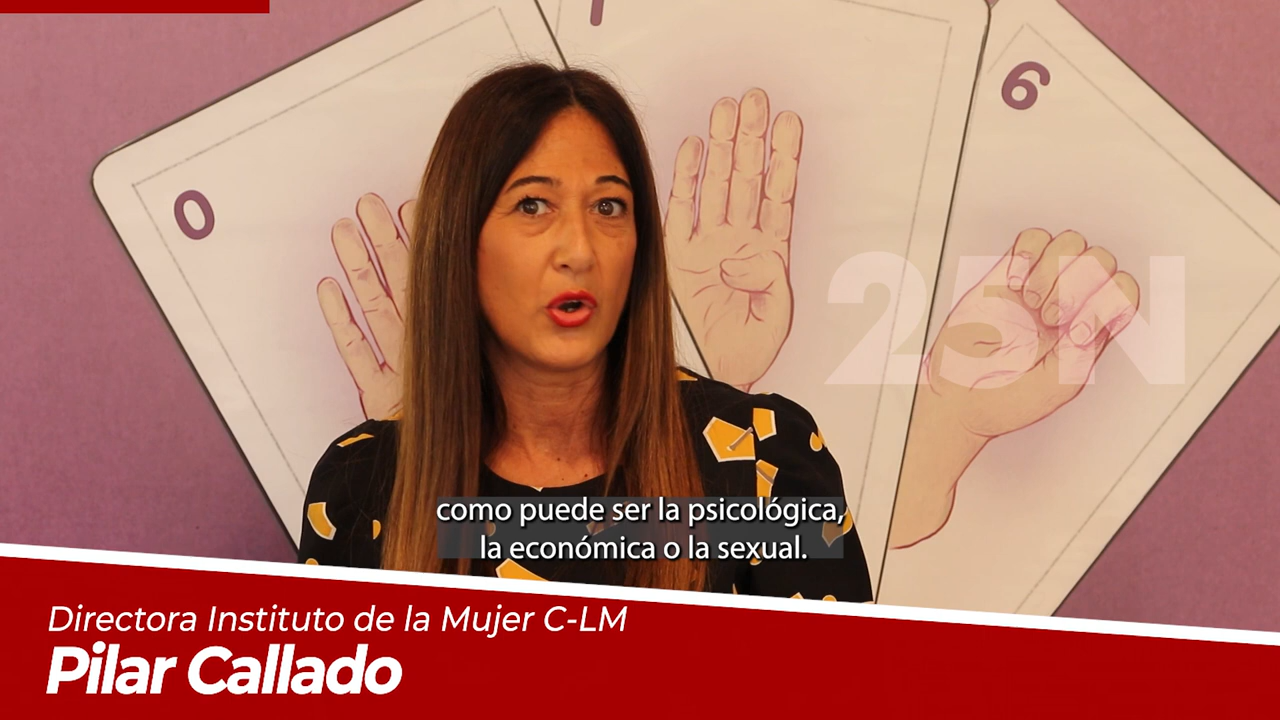 0
6
25N
como puede ser la psicológica,
la económica o la sexual.
Directora Instituto de la Mujer C-LM
Pilar Callado